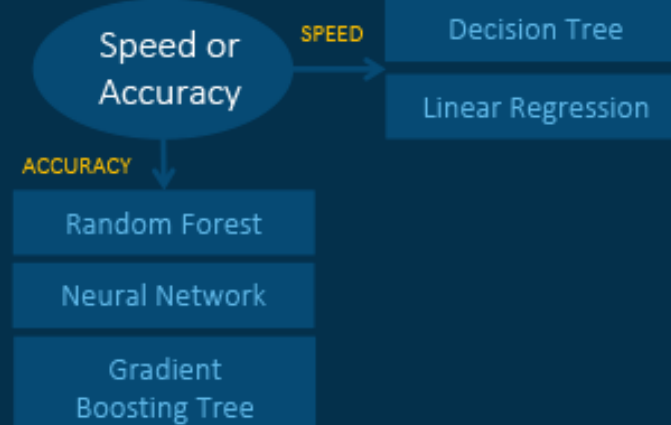 Speed or
Accuracy
SPEED
Decision Tree
Linear Regression
ACCURACY
Random Forest
Neural Network
Gradient
Boosting Tree